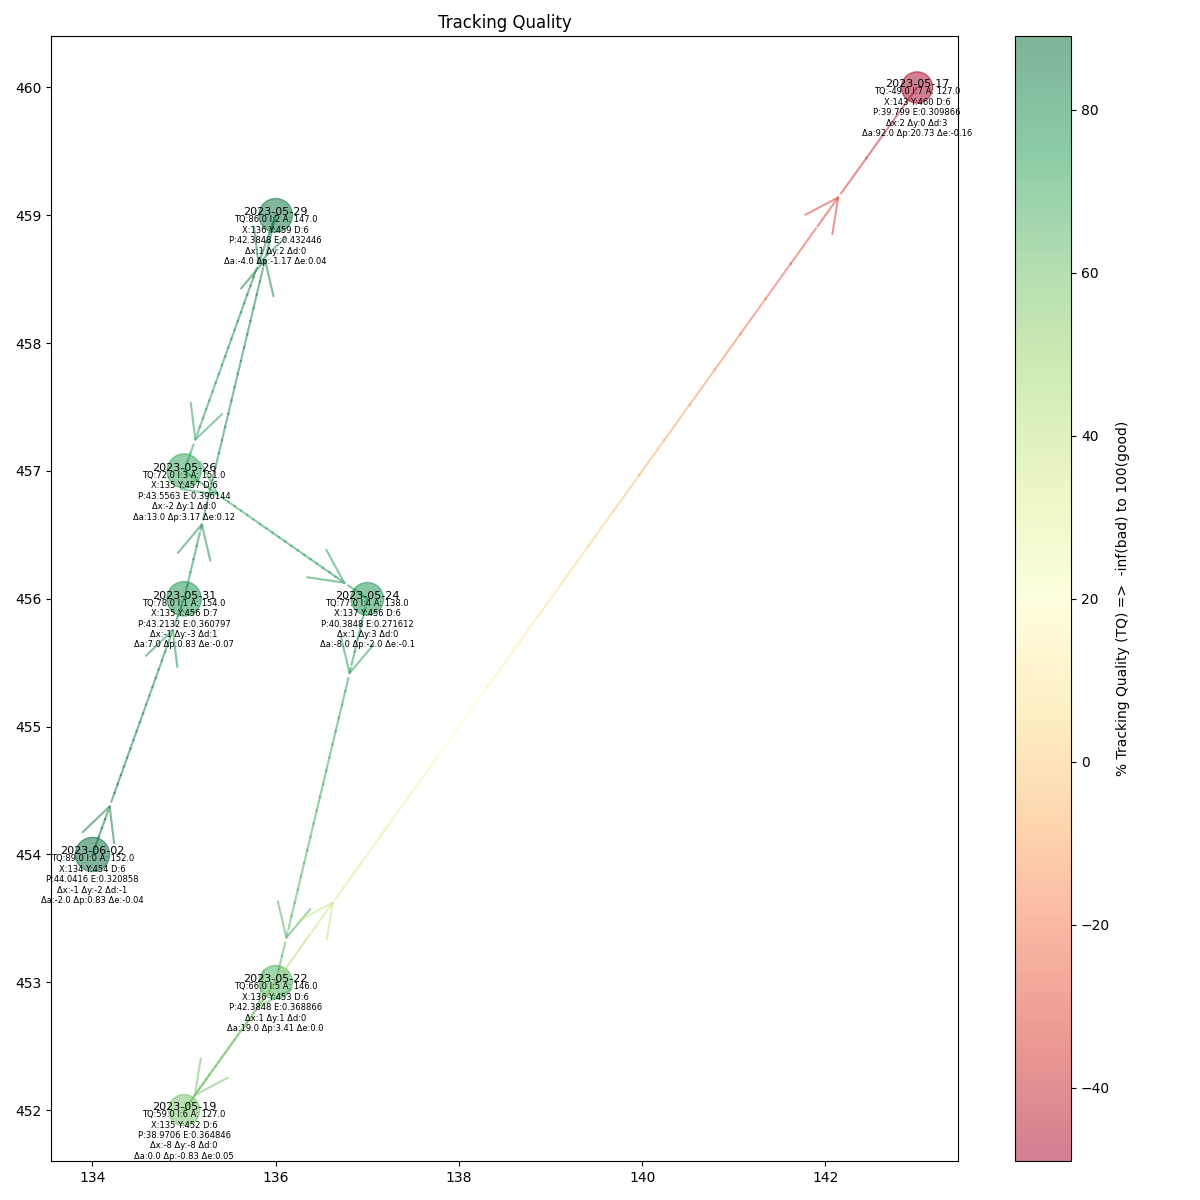 Tracking Quality
460
459
458
457
456
455
454
453
452
134
136
138
140
142
2023-05-17
TQ:-49.0 I:7 A: 127.0
X:143 Y:460 D:6
P:39.799 E:0.309866
Δx:2 Δy:0 Δd:3
Δa:92.0 Δp:20.73 Δe:-0.16
2023-05-29
TQ:86.0 I:2 A: 147.0
X:136 Y:459 D:6
P:42.3848 E:0.432446
Δx:1 Δy:2 Δd:0
Δa:-4.0 Δp:-1.17 Δe:0.04
2023-05-26
TQ:72.0 I:3 A: 151.0
X:135 Y:457 D:6
P:43.5563 E:0.396144
Δx:-2 Δy:1 Δd:0
Δa:13.0 Δp:3.17 Δe:0.12
2023-05-31
TQ:78.0 I:1 A: 154.0
X:135 Y:456 D:7
P:43.2132 E:0.360797
Δx:-1 Δy:-3 Δd:1
Δa:7.0 Δp:0.83 Δe:-0.07
2023-05-24
TQ:77.0 I:4 A: 138.0
X:137 Y:456 D:6
P:40.3848 E:0.271612
Δx:1 Δy:3 Δd:0
Δa:-8.0 Δp:-2.0 Δe:-0.1
2023-06-02
TQ:89.0 I:0 A: 152.0
X:134 Y:454 D:6
P:44.0416 E:0.320858
Δx:-1 Δy:-2 Δd:-1
Δa:-2.0 Δp:0.83 Δe:-0.04
2023-05-22
TQ:66.0 I:5 A: 146.0
X:136 Y:453 D:6
P:42.3848 E:0.368866
Δx:1 Δy:1 Δd:0
Δa:19.0 Δp:3.41 Δe:0.0
2023-05-19
TQ:59.0 I:6 A: 127.0
X:135 Y:452 D:6
P:38.9706 E:0.364846
Δx:-8 Δy:-8 Δd:0
Δa:0.0 Δp:-0.83 Δe:0.05
80
60
40
20
0
−20
−40
% Tracking Quality (TQ) => -inf(bad) to 100(good)